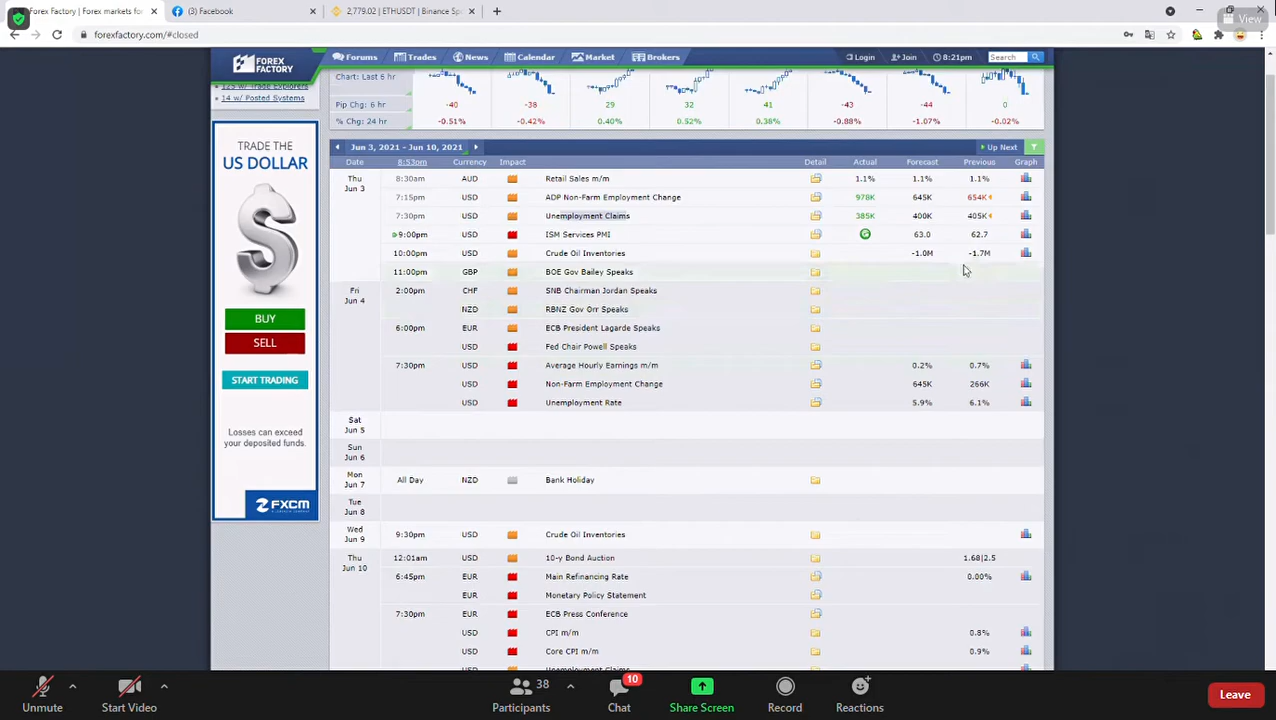 Forex Factory | Forex markets for
(3) Facebook
2,779.02 | ETHUSDT | Binance Sp
View
forexfactory.com/#closed
FOREX FACTORY
Forums
Trades
News
Calendar
Market
Brokers
Login
Join
8:21pm
Search
14 w/ Posted Systems
Chart: Last 6 hr
Pip Chg: 6 hr -40 -38 29 32 41 -43 -44 0
% Chg: 24 hr -0.51% -0.42% 0.40% 0.52% 0.38% -0.88% -1.07% -0.02%
TRADE THE
US DOLLAR
BUY
SELL
START TRADING
Losses can exceed
your deposited funds.
FXCM
Jun 3, 2021 - Jun 10, 2021 Up Next
Date 8:53pm Currency Impact Detail Actual Forecast Previous Graph
Thu Jun 3 8:30am AUD Retail Sales m/m 1.1% 1.1% 1.1%
7:15pm USD ADP Non-Farm Employment Change 978K 645K 654K
7:30pm USD Unemployment Claims 385K 400K 405K
9:00pm USD ISM Services PMI 63.0 62.7
10:00pm USD Crude Oil Inventories -1.0M -1.7M
11:00pm GBP BOE Gov Bailey Speaks
Fri Jun 4 2:00pm CHF SNB Chairman Jordan Speaks
NZD RBNZ Gov Orr Speaks
6:00pm EUR ECB President Lagarde Speaks
USD Fed Chair Powell Speaks
7:30pm USD Average Hourly Earnings m/m 0.2% 0.7%
USD Non-Farm Employment Change 645K 266K
USD Unemployment Rate 5.9% 6.1%
Sat Jun 5
Sun Jun 6
Mon Jun 7 All Day NZD Bank Holiday
Tue Jun 8
Wed Jun 9 9:30pm USD Crude Oil Inventories
Thu Jun 10 12:01am USD 10-y Bond Auction 1.68|2.5
6:45pm EUR Main Refinancing Rate 0.00%
EUR Monetary Policy Statement
7:30pm EUR ECB Press Conference
USD CPI m/m 0.8%
USD Core CPI m/m 0.9%
USD Unemployment Claims
Unmute
Start Video
38
Participants
10
Chat
Share Screen
Record
Reactions
Leave